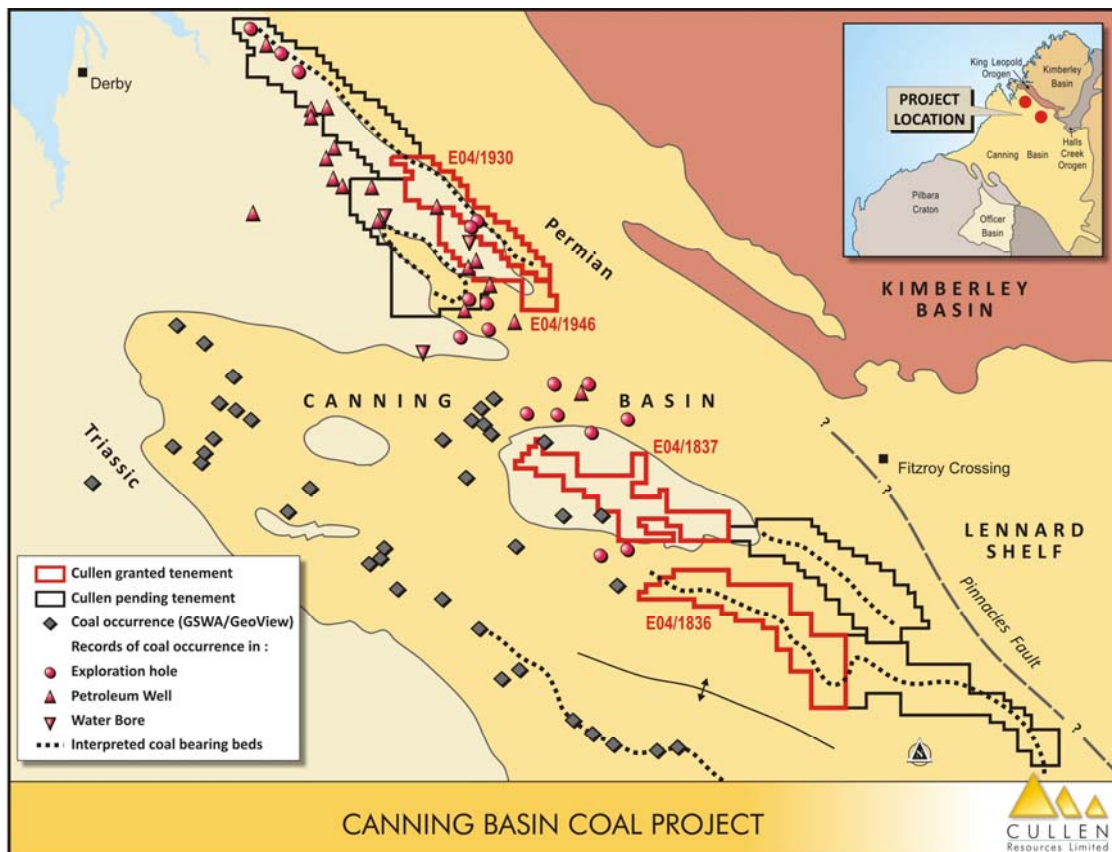 Derby
E04/1930
Permian
E04/1946
King Leopold
Orogen
Kimberley
Basin
PROJECT
LOCATION
Halls
Creek
Orogen
Canning Basin
Pilbara
Craton
Officer
Basin
KIMBERLEY
BASIN
CANNING BASIN
Triassic
E04/1837
?
Fitzroy Crossing
?
LENNARD
SHELF
Pinnacles Fault
E04/1836
?
N
Cullen granted tenement
Cullen pending tenement
Coal occurrence (GSWA/GeoView)
Records of coal occurrence in :
Exploration hole
Petroleum Well
Water Bore
Interpreted coal bearing beds
CANNING BASIN COAL PROJECT
CULLEN
Resources Limited